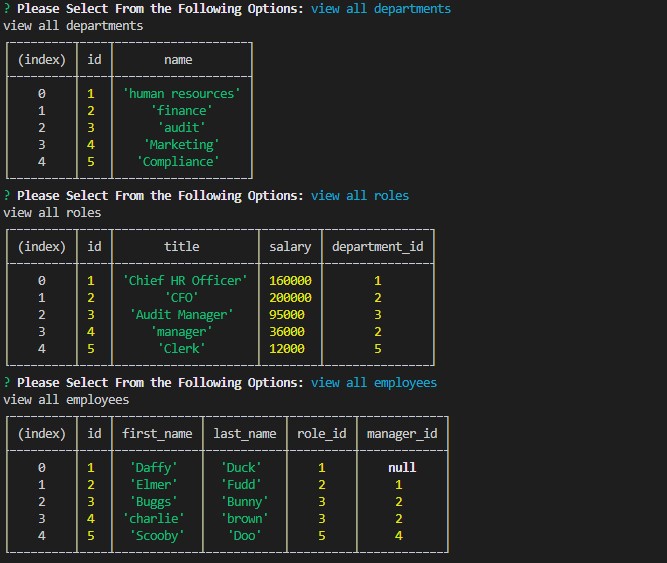 ? Please Select From the Following Options: view all departments
view all departments
(index) id name
0 1 'human resources'
1 2 'finance'
2 3 'audit'
3 4 'Marketing'
4 5 'Compliance'
? Please Select From the Following Options: view all roles
view all roles
(index) id title salary department_id
0 1 'Chief HR Officer' 160000 1
1 2 'CFO' 200000 2
2 3 'Audit Manager' 95000 3
3 4 'manager' 36000 2
4 5 'Clerk' 12000 5
? Please Select From the Following Options: view all employees
view all employees
(index) id first_name last_name role_id manager_id
0 1 'Daffy' 'Duck' 1 null
1 2 'Elmer' 'Fudd' 2 1
2 3 'Buggs' 'Bunny' 3 2
3 4 'charlie' 'brown' 3 2
4 5 'Scooby' 'Doo' 5 4